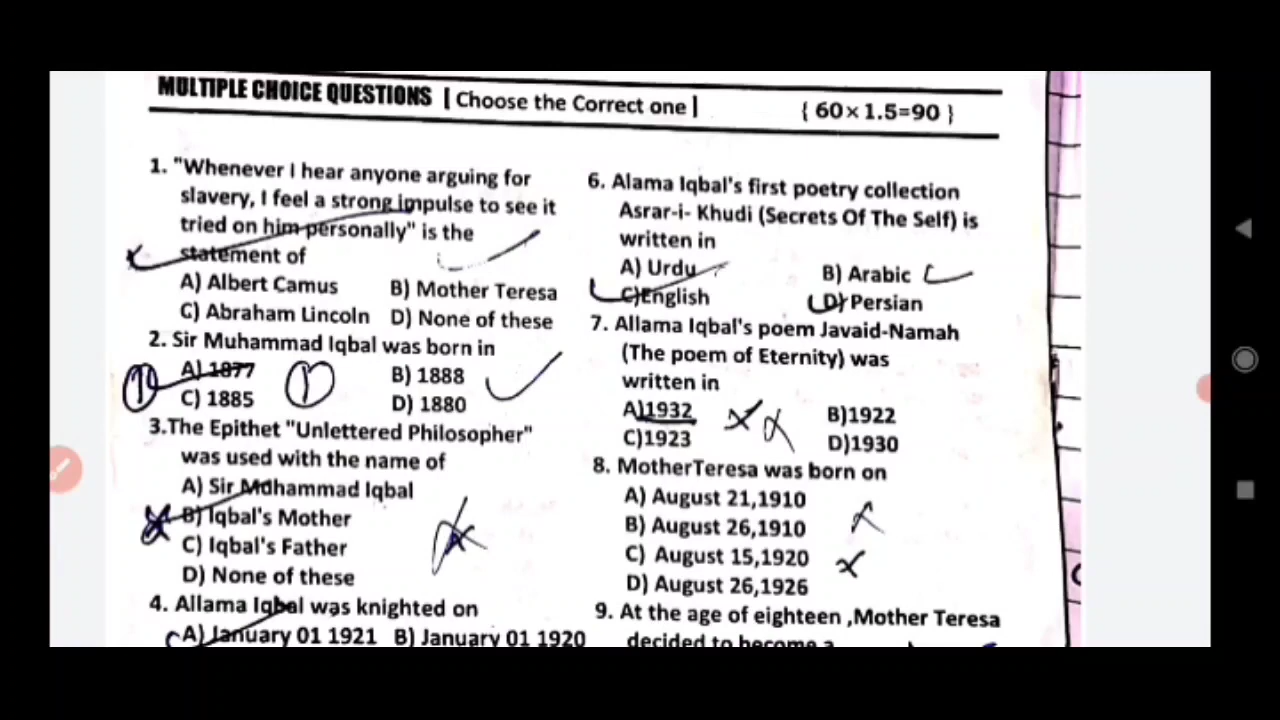 MULTIPLE CHOICE QUESTIONS [ Choose the Correct one ] { 60×1.5=90 }
1. "Whenever I hear anyone arguing for
slavery, I feel a strong impulse to see it
tried on him personally" is the
statement of
A) Albert Camus B) Mother Teresa
C) Abraham Lincoln D) None of these
2. Sir Muhammad Iqbal was born in
A) 1877 B) 1888
C) 1885 D) 1880
3.The Epithet "Unlettered Philosopher"
was used with the name of
A) Sir Mohammad Iqbal
B) Iqbal's Mother
C) Iqbal's Father
D) None of these
4. Allama Iqbal was knighted on
A) January 01 1921 B) January 01 1920
6. Alama Iqbal's first poetry collection
Asrar-i- Khudi (Secrets Of The Self) is
written in
A) Urdu B) Arabic
C)English D) Persian
7. Allama Iqbal's poem Javaid-Namah
(The poem of Eternity) was
written in
A)1932 B)1922
C)1923 D)1930
8. MotherTeresa was born on
A) August 21,1910
B) August 26,1910
C) August 15,1920
D) August 26,1926
9. At the age of eighteen ,Mother Teresa
decided to become a